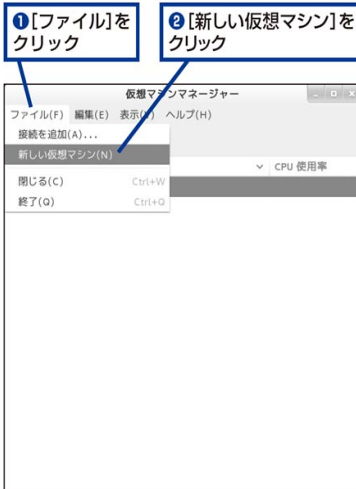 ❶[ファイル]を
クリック
❷[新しい仮想マシン]を
クリック
仮想マシンマネージャー
ファイル(F) 編集(E) 表示(V) ヘルプ(H)
接続を追加(A)...
新しい仮想マシン(N)
CPU 使用率
閉じる(C) Ctrl+W
終了(Q) Ctrl+Q